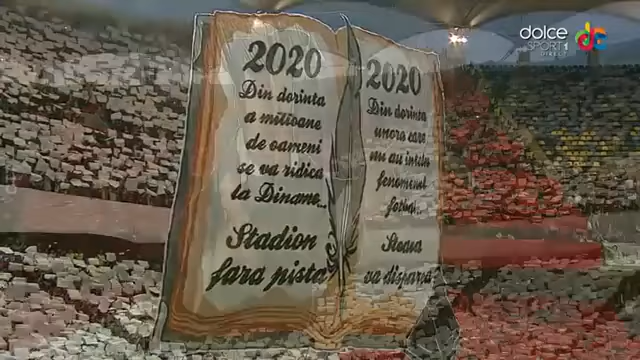 dolce
SPORT 1
DIRECT
2020
Din dorinta
a milioane
de oameni
se va ridica
la Dinamo...
Stadion
fara pista
2020
Din dorinta
unora care
nu au inteles
fenomenul
fotbal...
Steaua
va disparea?